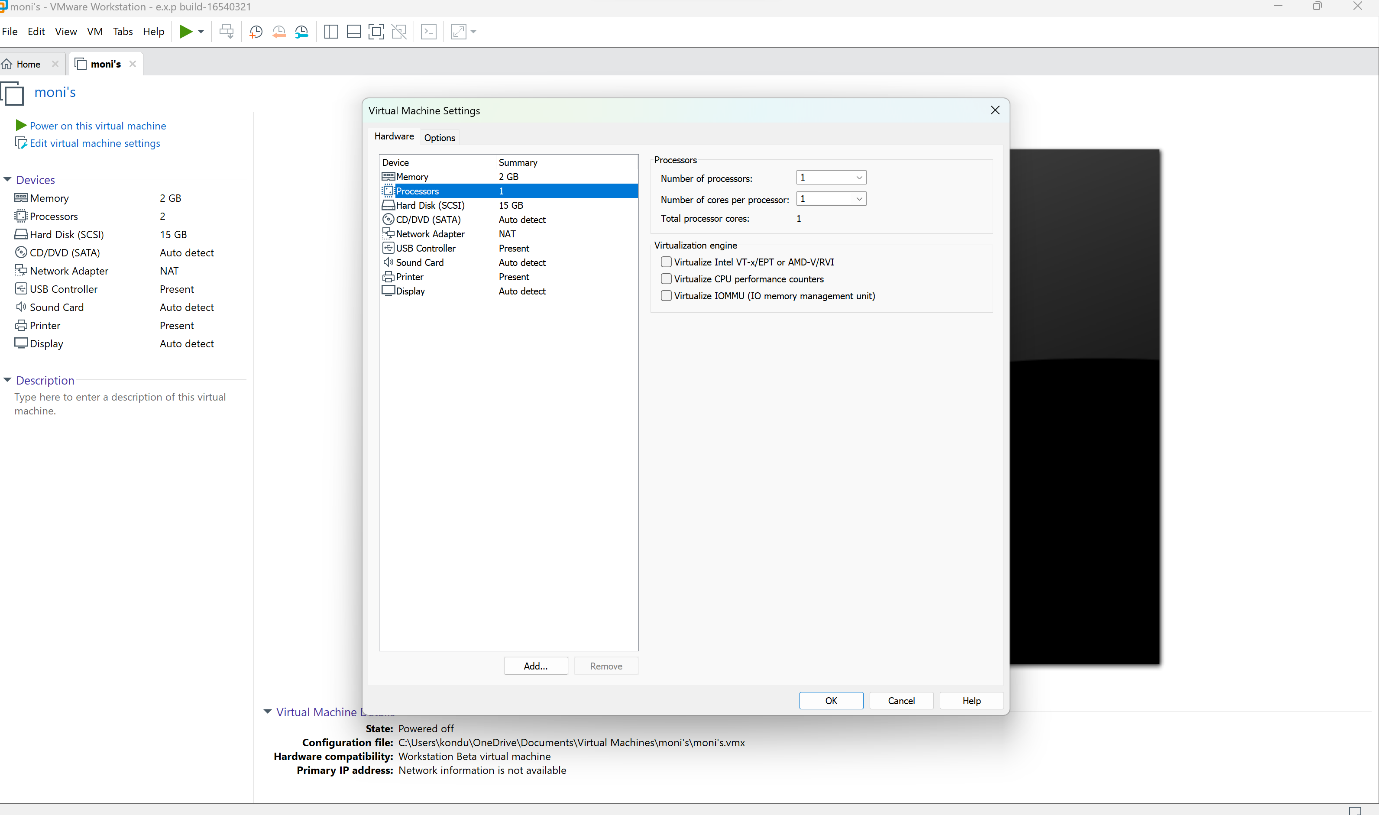 moni's - VMware Workstation - e.x.p build-16540321
File Edit View VM Tabs Help
Home moni's
moni's
Power on this virtual machine
Edit virtual machine settings
Devices
Memory 2 GB
Processors 2
Hard Disk (SCSI) 15 GB
CD/DVD (SATA) Auto detect
Network Adapter NAT
USB Controller Present
Sound Card Auto detect
Printer Present
Display Auto detect
Description
Type here to enter a description of this virtual
machine.
Virtual Machine Settings
Hardware Options
Device Summary
Memory 2 GB
Processors 1
Hard Disk (SCSI) 15 GB
CD/DVD (SATA) Auto detect
Network Adapter NAT
USB Controller Present
Sound Card Auto detect
Printer Present
Display Auto detect
Add... Remove
Processors
Number of processors: 1
Number of cores per processor: 1
Total processor cores: 1
Virtualization engine
Virtualize Intel VT-x/EPT or AMD-V/RVI
Virtualize CPU performance counters
Virtualize IOMMU (IO memory management unit)
OK Cancel Help
Virtual Machine Details
State: Powered off
Configuration file: C:\Users\kondu\OneDrive\Documents\Virtual Machines\moni's\moni's.vmx
Hardware compatibility: Workstation Beta virtual machine
Primary IP address: Network information is not available